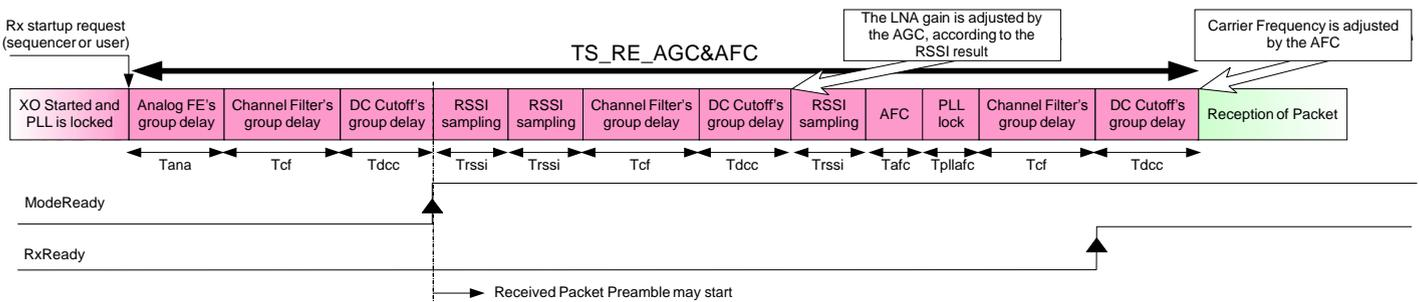 Rx startup request
(sequencer or user)
TS_RE_AGC&AFC
The LNA gain is adjusted by
the AGC, according to the
RSSI result
Carrier Frequency is adjusted
by the AFC
XO Started and
PLL is locked
Analog FE's
group delay
Channel Filter's
group delay
DC Cutoff's
group delay
RSSI
sampling
RSSI
sampling
Channel Filter's
group delay
DC Cutoff's
group delay
RSSI
sampling
AFC
PLL
lock
Channel Filter's
group delay
DC Cutoff's
group delay
Reception of Packet
Tana
Tcf
Tdcc
Trssi
Trssi
Tcf
Tdcc
Trssi
Tafc
Tpllafc
Tcf
Tdcc
ModeReady
RxReady
Received Packet Preamble may start